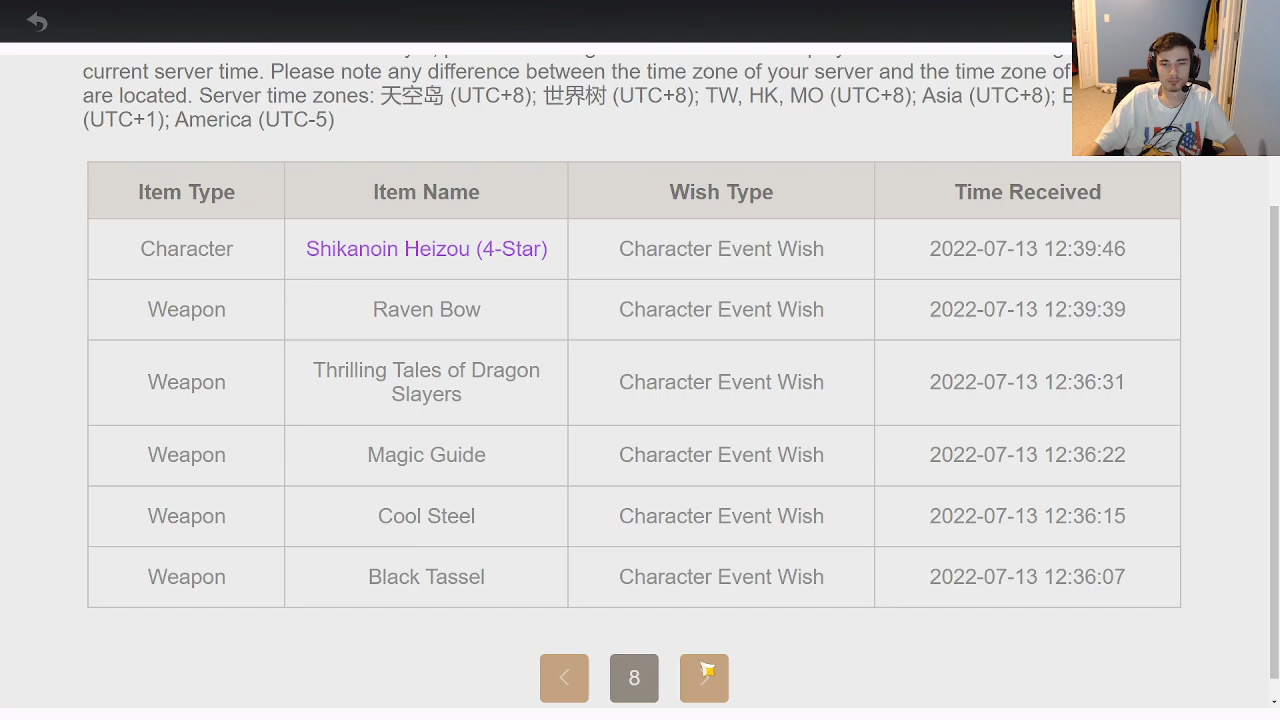 current server time. Please note any difference between the time zone of your server and the time zone of
are located. Server time zones: 天空岛 (UTC+8); 世界树 (UTC+8); TW, HK, MO (UTC+8); Asia (UTC+8);
(UTC+1); America (UTC-5)
Item Type Item Name Wish Type Time Received
Character Shikanoin Heizou (4-Star) Character Event Wish 2022-07-13 12:39:46
Weapon Raven Bow Character Event Wish 2022-07-13 12:39:39
Weapon Thrilling Tales of Dragon Slayers Character Event Wish 2022-07-13 12:36:31
Weapon Magic Guide Character Event Wish 2022-07-13 12:36:22
Weapon Cool Steel Character Event Wish 2022-07-13 12:36:15
Weapon Black Tassel Character Event Wish 2022-07-13 12:36:07
8